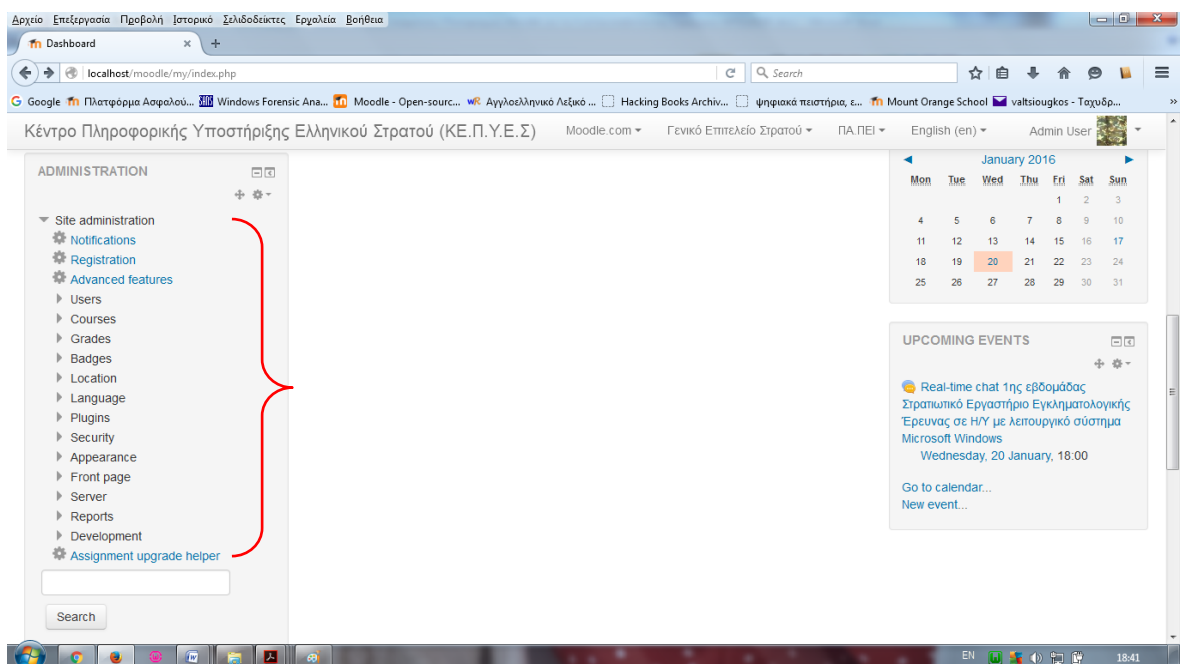 Αρχείο Επεξεργασία Προβολή Ιστορικό Σελιδοδείκτες Εργαλεία Βοήθεια
Dashboard
localhost/moodle/my/index.php
Search
Google Πλατφόρμα Ασφαλού... Windows Forensic Ana... Moodle - Open-sourc... Αγγλοελληνικό Λεξικό ... Hacking Books Archiv... ψηφιακά πειστήρια, ε... Mount Orange School valtsiougkos - Ταχυδρ...
Κέντρο Πληροφορικής Υποστήριξης Ελληνικού Στρατού (ΚΕ.Π.Υ.Ε.Σ) Moodle.com Γενικό Επιτελείο Στρατού ΠΑ.ΠΕΙ English (en) Admin User
ADMINISTRATION
Site administration
Notifications
Registration
Advanced features
Users
Courses
Grades
Badges
Location
Language
Plugins
Security
Appearance
Front page
Server
Reports
Development
Assignment upgrade helper
Search
January 2016
Mon Tue Wed Thu Fri Sat Sun
1 2 3
4 5 6 7 8 9 10
11 12 13 14 15 16 17
18 19 20 21 22 23 24
25 26 27 28 29 30 31
UPCOMING EVENTS
Real-time chat 1ης εβδομάδας
Στρατιωτικό Εργαστήριο Εγκληματολογικής
Έρευνας σε Η/Υ με λειτουργικό σύστημα
Microsoft Windows
Wednesday, 20 January, 18:00
Go to calendar...
New event...
EN 18:41